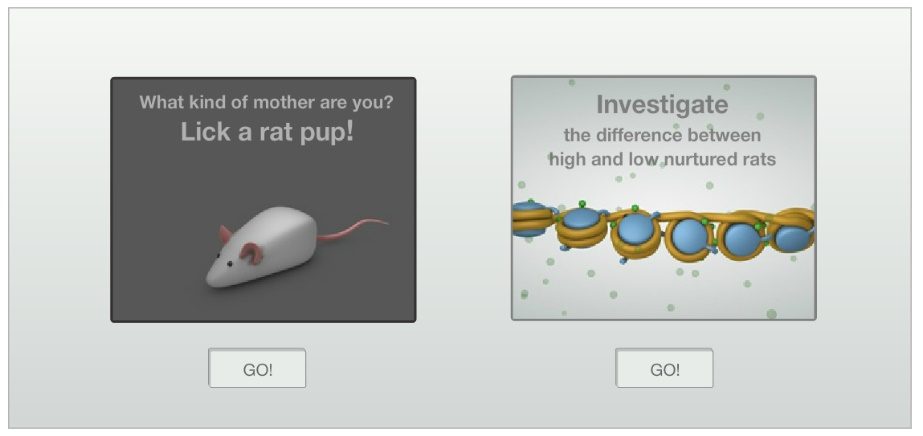 What kind of mother are you?
Lick a rat pup!
GO!
Investigate
the difference between
high and low nurtured rats
GO!